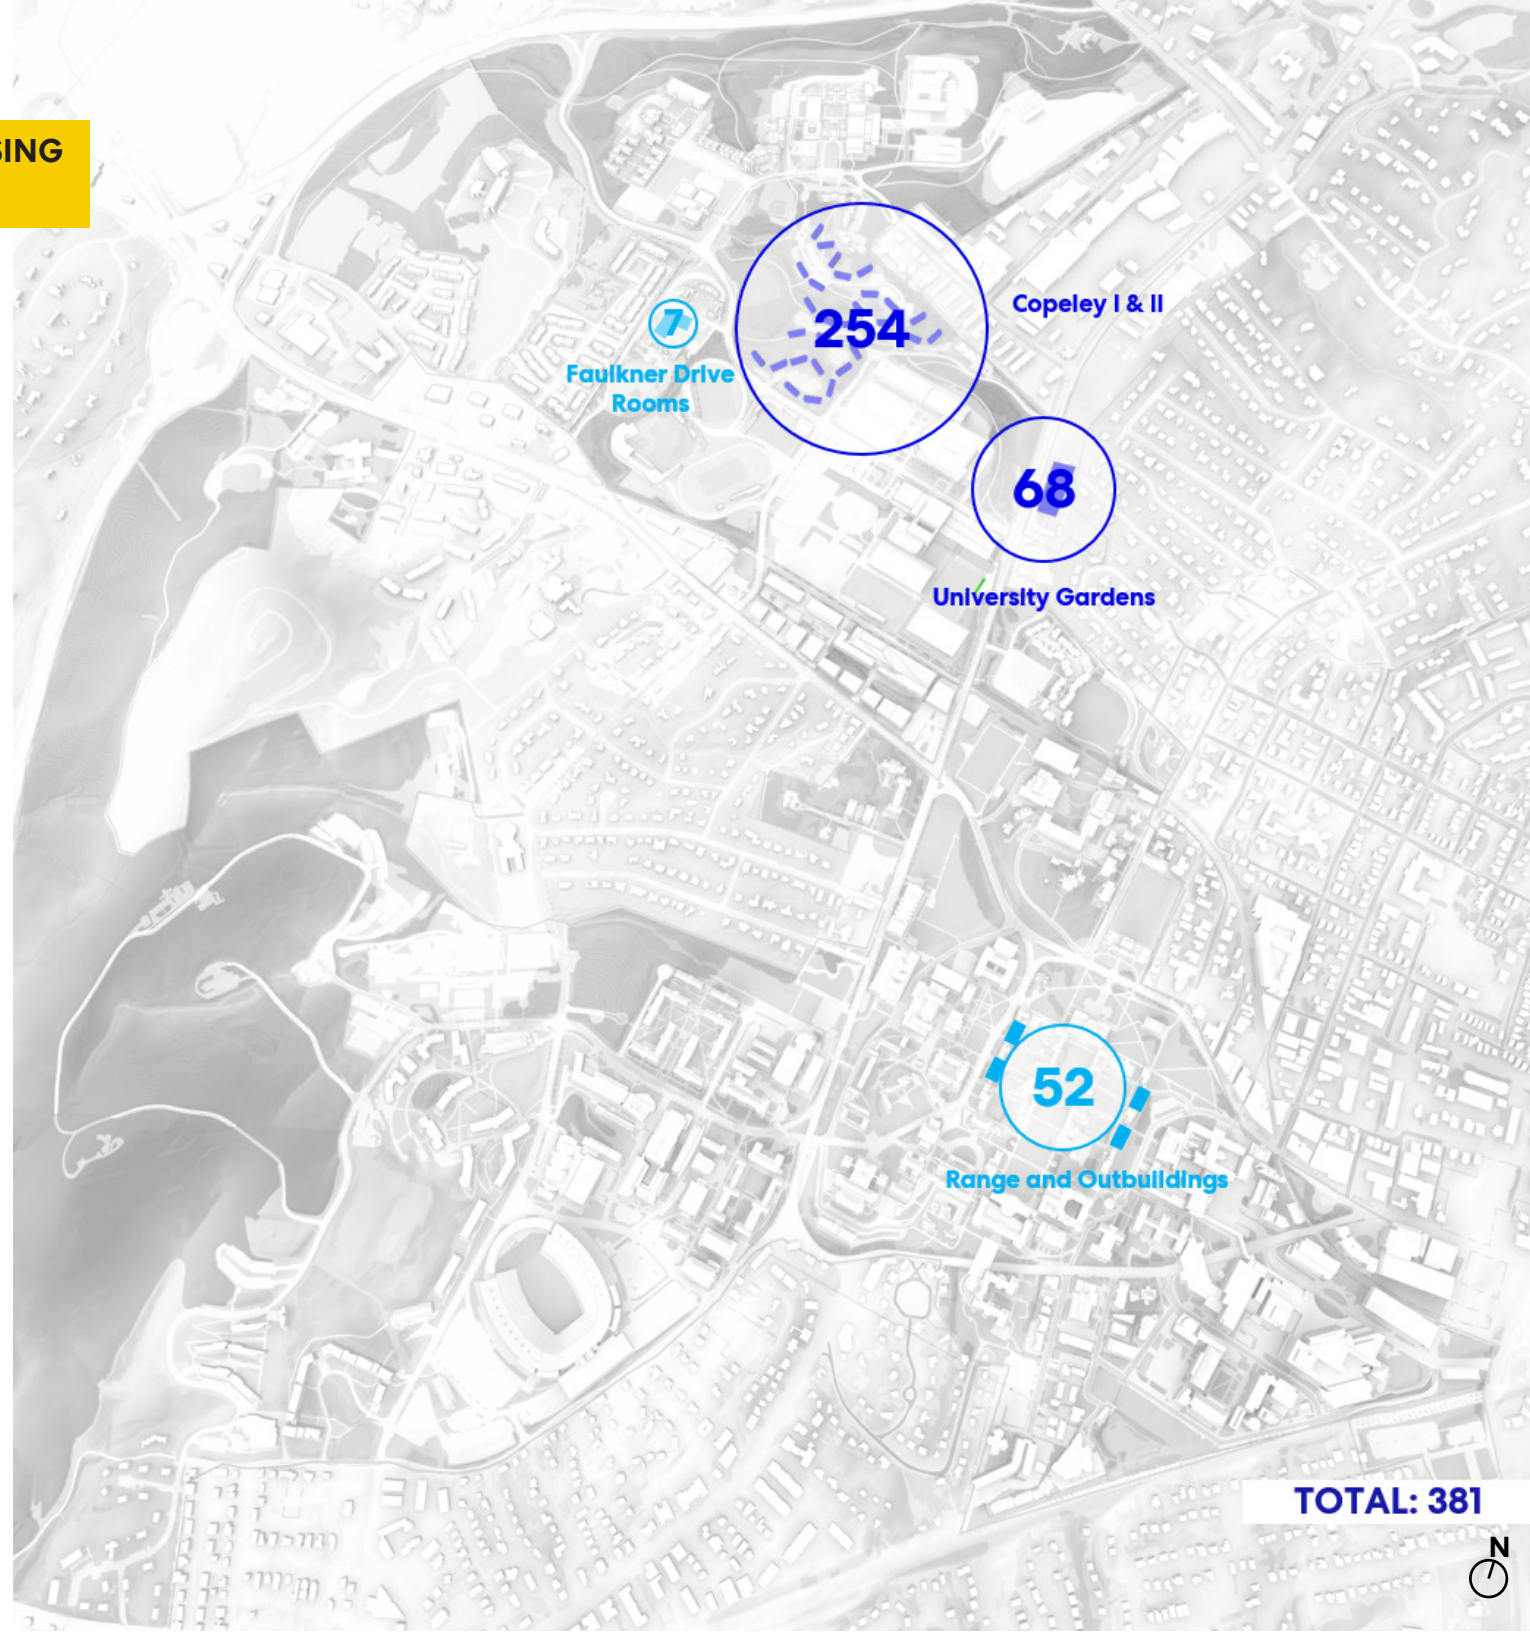 SING
254
Copeley I & II
7
Faulkner Drive
Rooms
68
University Gardens
52
Range and Outbuildings
TOTAL: 381
N